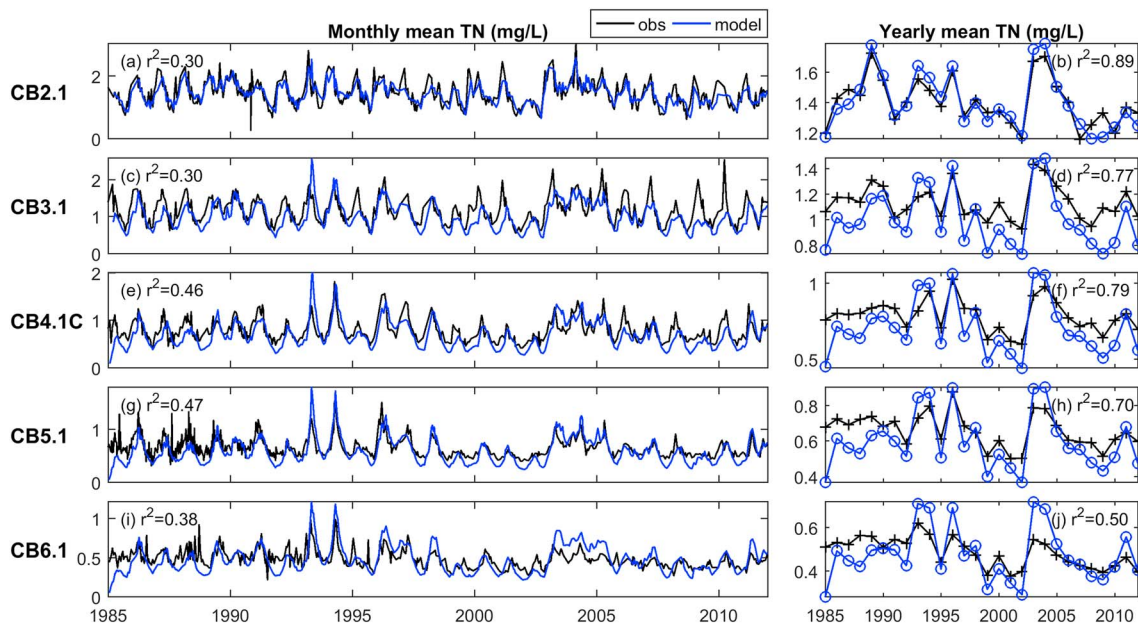 obs model
Monthly mean TN (mg/L) Yearly mean TN (mg/L)
CB2.1
2
1
0
(a) r²=0.30
1.6
1.4
1.2
(b) r²=0.89
CB3.1
2
1
0
(c) r²=0.30
1.4
1.2
1
0.8
(d) r²=0.77
CB4.1C
2
1
0
(e) r²=0.46
1
0.5
(f) r²=0.79
CB5.1
1
0
(g) r²=0.47
0.8
0.6
0.4
(h) r²=0.70
CB6.1
1
0.5
0
(i) r²=0.38
0.6
0.4
(j) r²=0.50
1985 1990 1995 2000 2005 2010 1985 1990 1995 2000 2005 2010